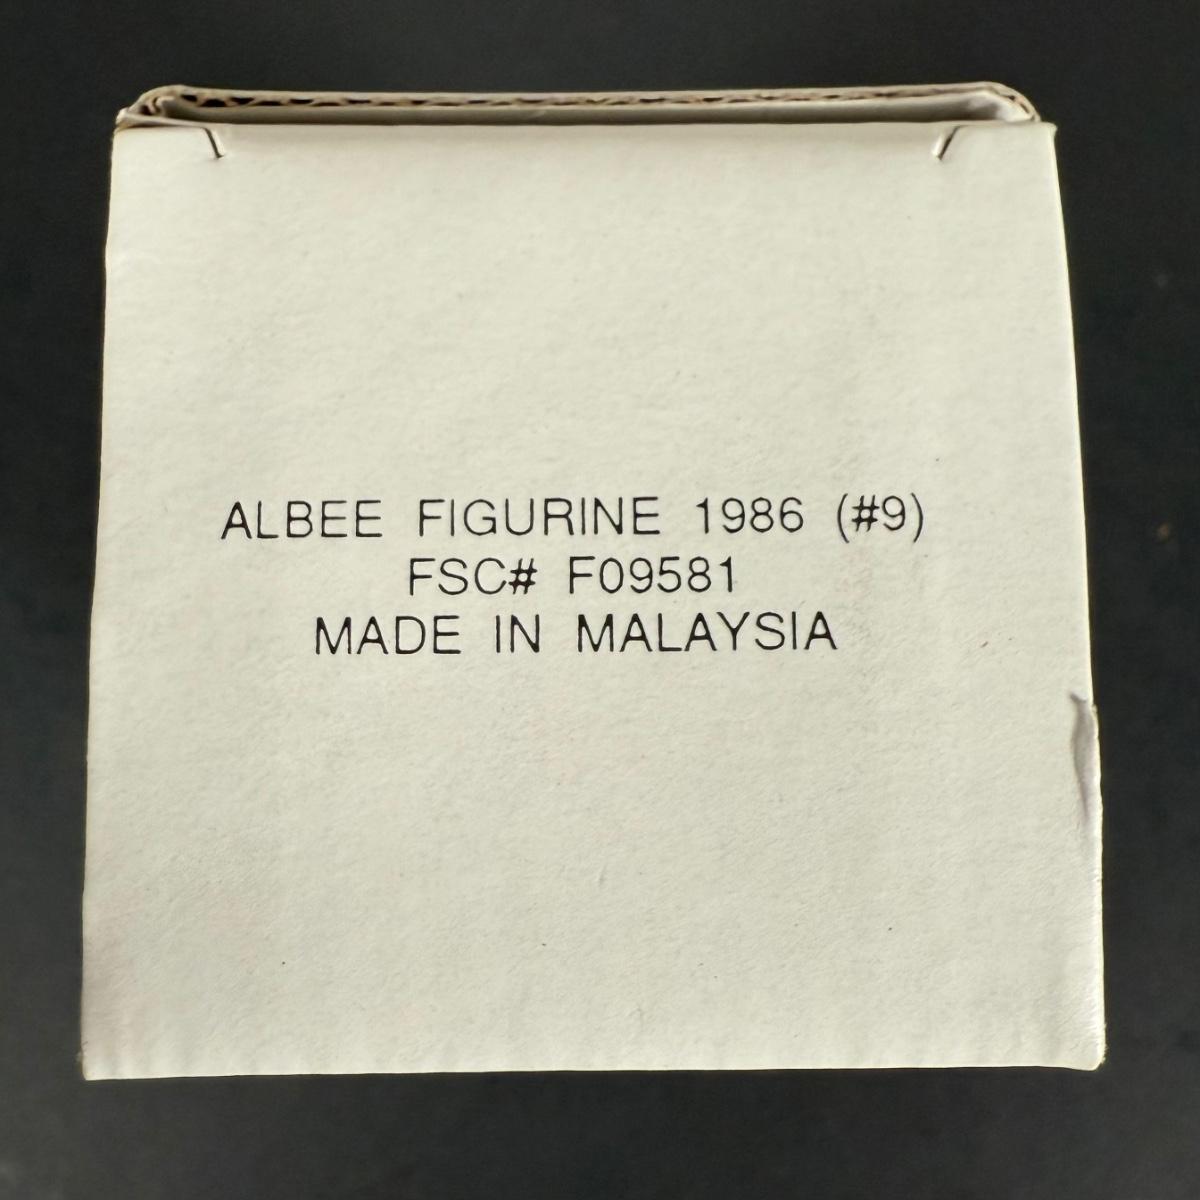 ALBEE FIGURINE 1986 (#9)
FSC# F09581
MADE IN MALAYSIA